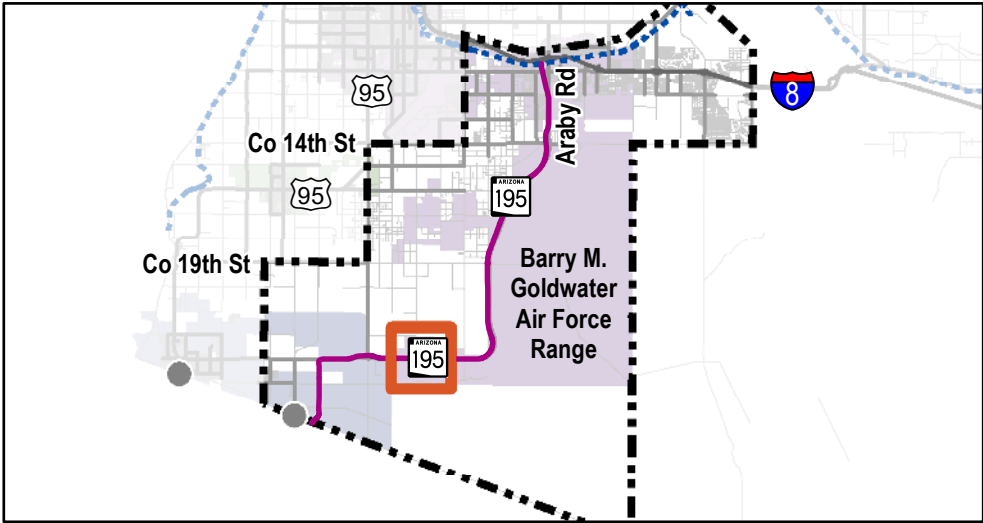 95
8
Araby Rd
Co 14th St
95
ARIZONA
195
Co 19th St
Barry M.
Goldwater
Air Force
Range
ARIZONA
195